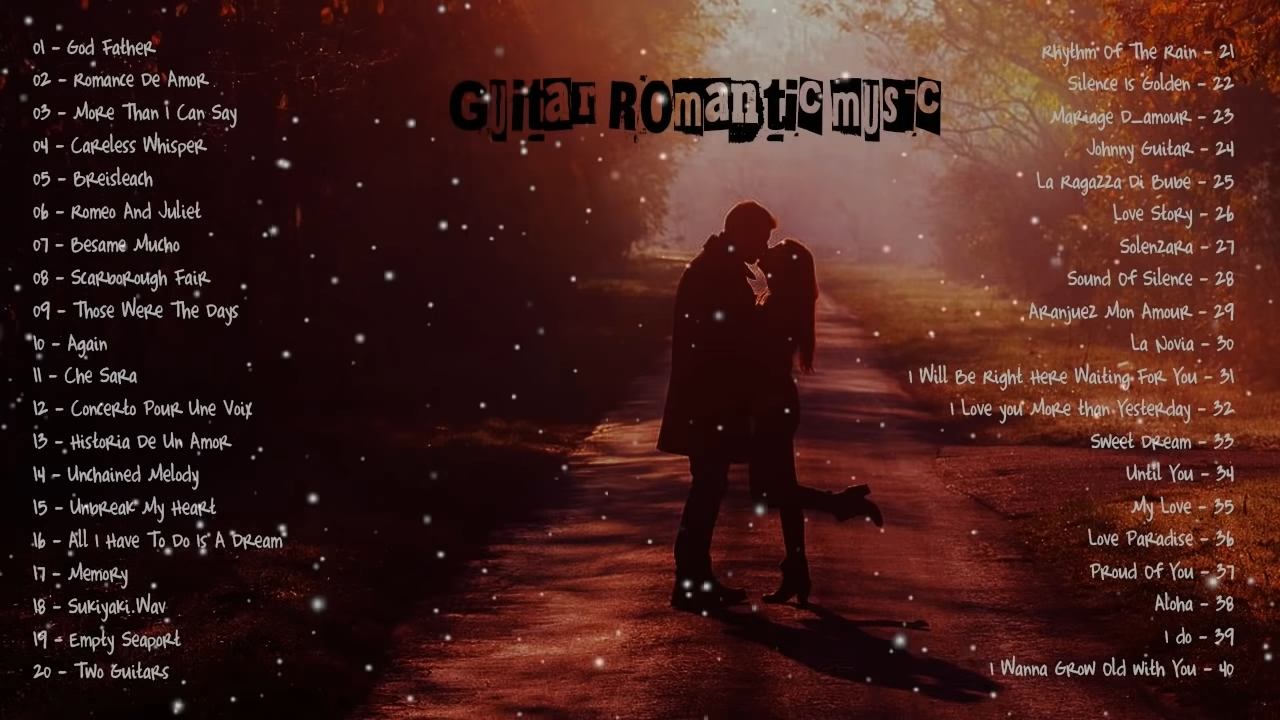 Guitar Romantic music
01 - God Father
02 - Romance De Amor
03 - More Than I Can Say
04 - Careless Whisper
05 - Breisleach
06 - Romeo And Juliet
07 - Besame Mucho
08 - Scarborough Fair
09 - Those Were The Days
10 - Again
11 - Che Sara
12 - Concerto Pour Une Voix
13 - Historia De Un Amor
14 - Unchained Melody
15 - Unbreak My Heart
16 - All I Have To Do Is A Dream
17 - Memory
18 - Sukiyaki.Wav
19 - Empty Seaport
20 - Two Guitars
Rhythm Of The Rain - 21
Silence Is Golden - 22
Mariage D_amour - 23
Johnny Guitar - 24
La Ragazza Di Bube - 25
Love Story - 26
Solenzara - 27
Sound Of Silence - 28
Aranjuez Mon Amour - 29
La Novia - 30
I Will Be Right Here Waiting For You - 31
I Love you More than Yesterday - 32
Sweet Dream - 33
Until You - 34
My Love - 35
Love Paradise - 36
Proud Of You - 37
Aloha - 38
I do - 39
I Wanna Grow Old With You - 40